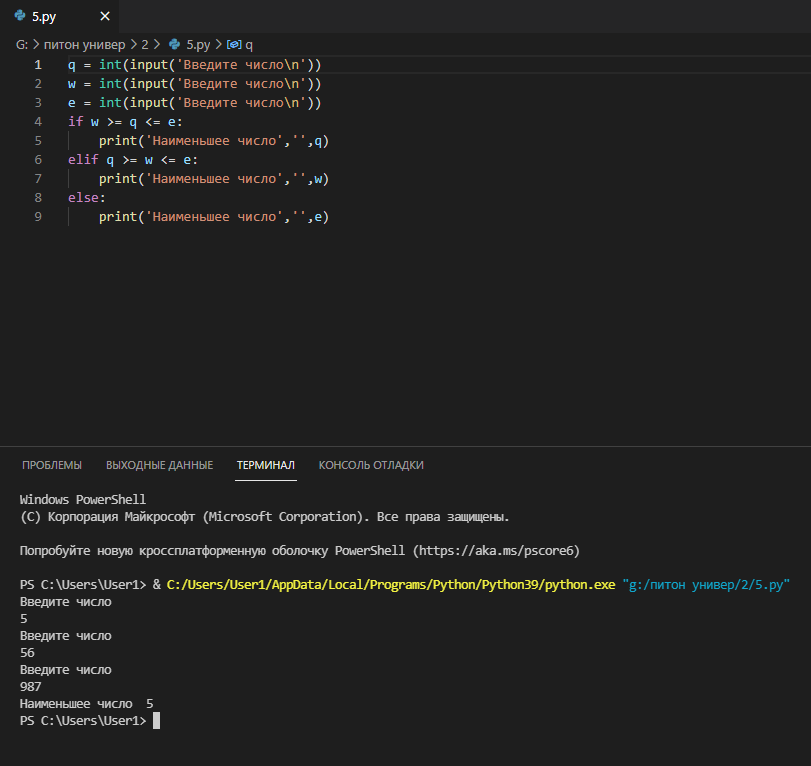 5.py
G: > питон универ > 2 > 5.py > q
1 q = int(input('Введите число\n'))
2 w = int(input('Введите число\n'))
3 e = int(input('Введите число\n'))
4 if w >= q <= e:
5     print('Наименьшее число','',q)
6 elif q >= w <= e:
7     print('Наименьшее число','',w)
8 else:
9     print('Наименьшее число','',e)
ПРОБЛЕМЫ ВЫХОДНЫЕ ДАННЫЕ ТЕРМИНАЛ КОНСОЛЬ ОТЛАДКИ
Windows PowerShell
(C) Корпорация Майкрософт (Microsoft Corporation). Все права защищены.
Попробуйте новую кроссплатформенную оболочку PowerShell (https://aka.ms/pscore6)
PS C:\Users\User1> & C:/Users/User1/AppData/Local/Programs/Python/Python39/python.exe "g:/питон универ/2/5.py"
Введите число
5
Введите число
56
Введите число
987
Наименьшее число  5
PS C:\Users\User1>